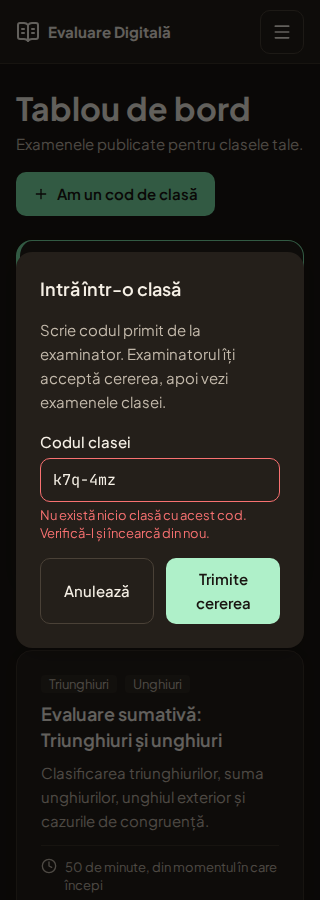 Evaluare Digitală
Tablou de bord
Examenele publicate pentru clasele tale.
+ Am un cod de clasă
Intră într-o clasă
Scrie codul primit de la
examinator. Examinatorul îți
acceptă cererea, apoi vezi
examenele clasei.
Codul clasei
k7q-4mz
Nu există nicio clasă cu acest cod.
Verifică-l și încearcă din nou.
Anulează
Trimite
cererea
Triunghiuri Unghiuri
Evaluare sumativă:
Triunghiuri și unghiuri
Clasificarea triunghiurilor, suma
unghiurilor, unghiul exterior și
cazurile de congruență.
50 de minute, din momentul în care
începi